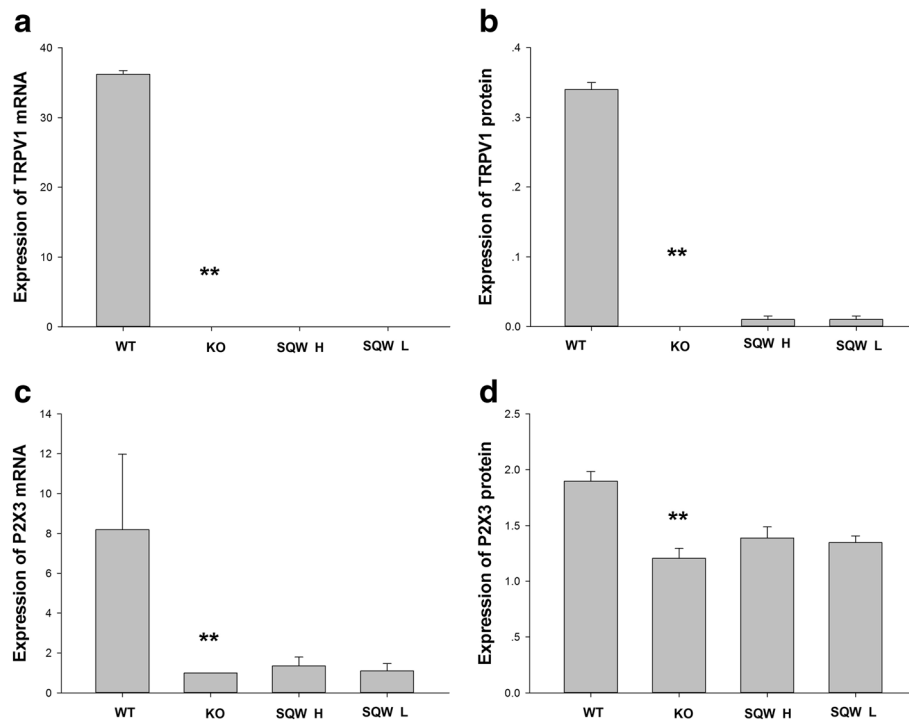 a
Expression of TRPV1 mRNA
40
30
20
10
0
**
WT KO SQW H SQW L
b
Expression of TRPV1 protein
.4
.3
.2
.1
0.0
**
WT KO SQW H SQW L
c
Expression of P2X3 mRNA
14
12
10
8
6
4
2
0
**
WT KO SQW H SQW L
d
Expression of P2X3 protein
2.5
2.0
1.5
1.0
.5
0.0
**
WT KO SQW H SQW L